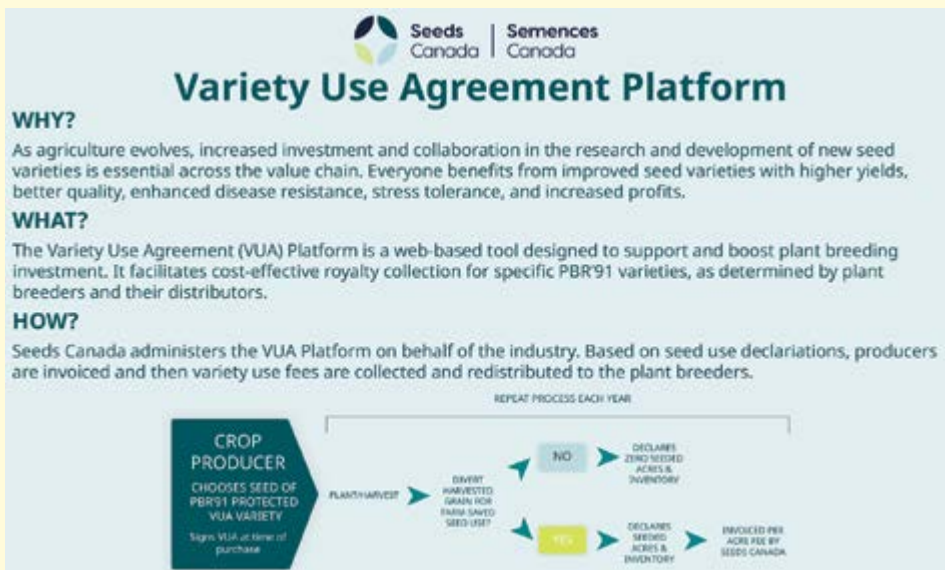 Seeds Canada | Semences Canada
Variety Use Agreement Platform
WHY?
As agriculture evolves, increased investment and collaboration in the research and development of new seed
varieties is essential across the value chain. Everyone benefits from improved seed varieties with higher yields,
better quality, enhanced disease resistance, stress tolerance, and increased profits.
WHAT?
The Variety Use Agreement (VUA) Platform is a web-based tool designed to support and boost plant breeding
investment. It facilitates cost-effective royalty collection for specific PBR'91 varieties, as determined by plant
breeders and their distributors.
HOW?
Seeds Canada administers the VUA Platform on behalf of the industry. Based on seed use declariations, producers
are invoiced and then variety use fees are collected and redistributed to the plant breeders.
REPEAT PROCESS EACH YEAR
CROP
PRODUCER
CHOOSES SEED OF
PBR'91 PROTECTED
VUA VARIETY
Signs VUA at time of
purchase
PLANT/HARVEST
DIVERT
HARVESTED
GRAIN FOR
FARM SAVED
SEED USE?
NO
DECLARES
ZERO SEEDED
ACRES &
INVENTORY
YES
DECLARES
SEEDED
ACRES &
INVENTORY
INVOICED PER
ACRE FEE BY
SEEDS CANADA